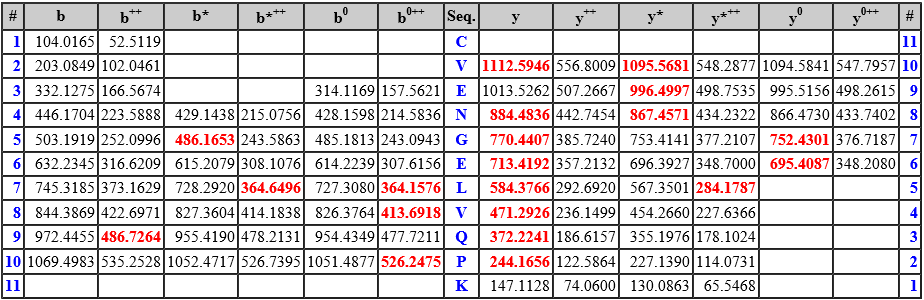 # b b++ b* b*++ b0 b0++ Seq. y y++ y* y*++ y0 y0++ #
1 104.0165 52.5119 C 11
2 203.0849 102.0461 V 1112.5946 556.8009 1095.5681 548.2877 1094.5841 547.7957 10
3 332.1275 166.5674 314.1169 157.5621 E 1013.5262 507.2667 996.4997 498.7535 995.5156 498.2615 9
4 446.1704 223.5888 429.1438 215.0756 428.1598 214.5836 N 884.4836 442.7454 867.4571 434.2322 866.4730 433.7402 8
5 503.1919 252.0996 486.1653 243.5863 485.1813 243.0943 G 770.4407 385.7240 753.4141 377.2107 752.4301 376.7187 7
6 632.2345 316.6209 615.2079 308.1076 614.2239 307.6156 E 713.4192 357.2132 696.3927 348.7000 695.4087 348.2080 6
7 745.3185 373.1629 728.2920 364.6496 727.3080 364.1576 L 584.3766 292.6920 567.3501 284.1787 5
8 844.3869 422.6971 827.3604 414.1838 826.3764 413.6918 V 471.2926 236.1499 454.2660 227.6366 4
9 972.4455 486.7264 955.4190 478.2131 954.4349 477.7211 Q 372.2241 186.6157 355.1976 178.1024 3
10 1069.4983 535.2528 1052.4717 526.7395 1051.4877 526.2475 P 244.1656 122.5864 227.1390 114.0731 2
11 K 147.1128 74.0600 130.0863 65.5468 1